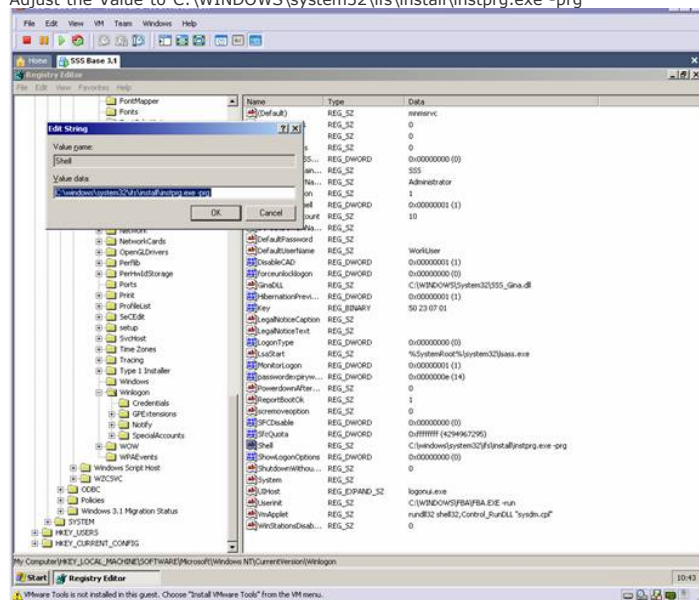 Adjust the Value to C:\WINDOWS\system32\ifs\install\instprg.exe -prg
File Edit View VM Team Windows Help
Home SSS Base 3.1
Registry Editor
File Edit View Favorites Help
FontMapper
Fonts
Edit String
Value name:
Shell
Value data:
C:\windows\system32\ifs\install\instprg.exe -prg
OK Cancel
Network
NetworkCards
OpenGLDrivers
Perflib
PerHwIdStorage
Ports
Print
ProfileList
SeCEdit
setup
SvcHost
Time Zones
Tracing
Type 1 Installer
Windows
Winlogon
Credentials
GPExtensions
Notify
SpecialAccounts
WOW
WPAEvents
Windows Script Host
WZCSVC
ODBC
Policies
Windows 3.1 Migration Status
SYSTEM
HKEY_USERS
HKEY_CURRENT_CONFIG
Name Type Data
(Default) REG_SZ mnmsrvc
REG_SZ 0
REG_SZ 0
REG_SZ 0
REG_DWORD 0x00000000 (0)
REG_SZ SSS
REG_SZ Administrator
REG_SZ 1
REG_DWORD 0x00000001 (1)
REG_SZ 10
REG_SZ
DefaultPassword REG_SZ
DefaultUserName REG_SZ WorkUser
DisableCAD REG_DWORD 0x00000001 (1)
forceunlocklogon REG_DWORD 0x00000000 (0)
GinaDLL REG_SZ C:\WINDOWS\System32\SSS_Gina.dll
HibernationPrevi... REG_DWORD 0x00000001 (1)
Key REG_BINARY 50 23 07 01
LegalNoticeCaption REG_SZ
LegalNoticeText REG_SZ
LogonType REG_DWORD 0x00000000 (0)
LsaStart REG_SZ %SystemRoot%\system32\lsass.exe
MonitorLogon REG_DWORD 0x00000001 (1)
passwordexpiryw... REG_DWORD 0x0000000e (14)
PowerdownAfter... REG_SZ 0
ReportBootOk REG_SZ 1
scremoveoption REG_SZ 0
SFCDisable REG_DWORD 0x00000000 (0)
SfcQuota REG_DWORD 0xffffffff (4294967295)
Shell REG_SZ C:\windows\system32\ifs\install\instprg.exe -prg
ShowLogonOptions REG_DWORD 0x00000000 (0)
ShutdownWithou... REG_SZ 0
System REG_SZ
UIHost REG_EXPAND_SZ logonui.exe
Userinit REG_SZ C:\WINDOWS\FBA\FBA.EXE -run
VmApplet REG_SZ rundll32 shell32,Control_RunDLL "sysdm.cpl"
WinStationsDisab... REG_SZ 0
My Computer\HKEY_LOCAL_MACHINE\SOFTWARE\Microsoft\Windows NT\CurrentVersion\Winlogon
Start Registry Editor 10:43
VMware Tools is not installed in this guest. Choose "Install VMware Tools" from the VM menu.